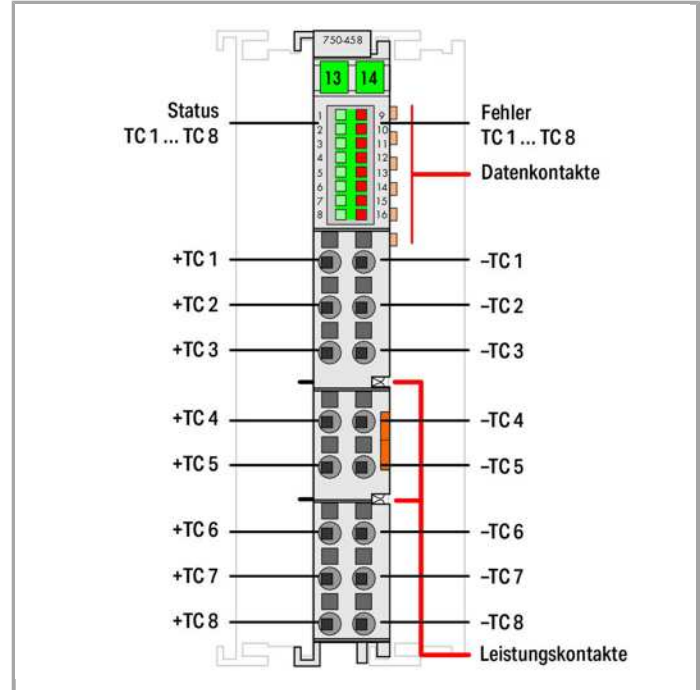 750-458
13 14
Status
TC 1 ... TC 8
Fehler
TC 1 ... TC 8
Datenkontakte
1 9
2 10
3 11
4 12
5 13
6 14
7 15
8 16
+TC 1 –TC 1
+TC 2 –TC 2
+TC 3 –TC 3
+TC 4 –TC 4
+TC 5 –TC 5
+TC 6 –TC 6
+TC 7 –TC 7
+TC 8 –TC 8
Leistungskontakte